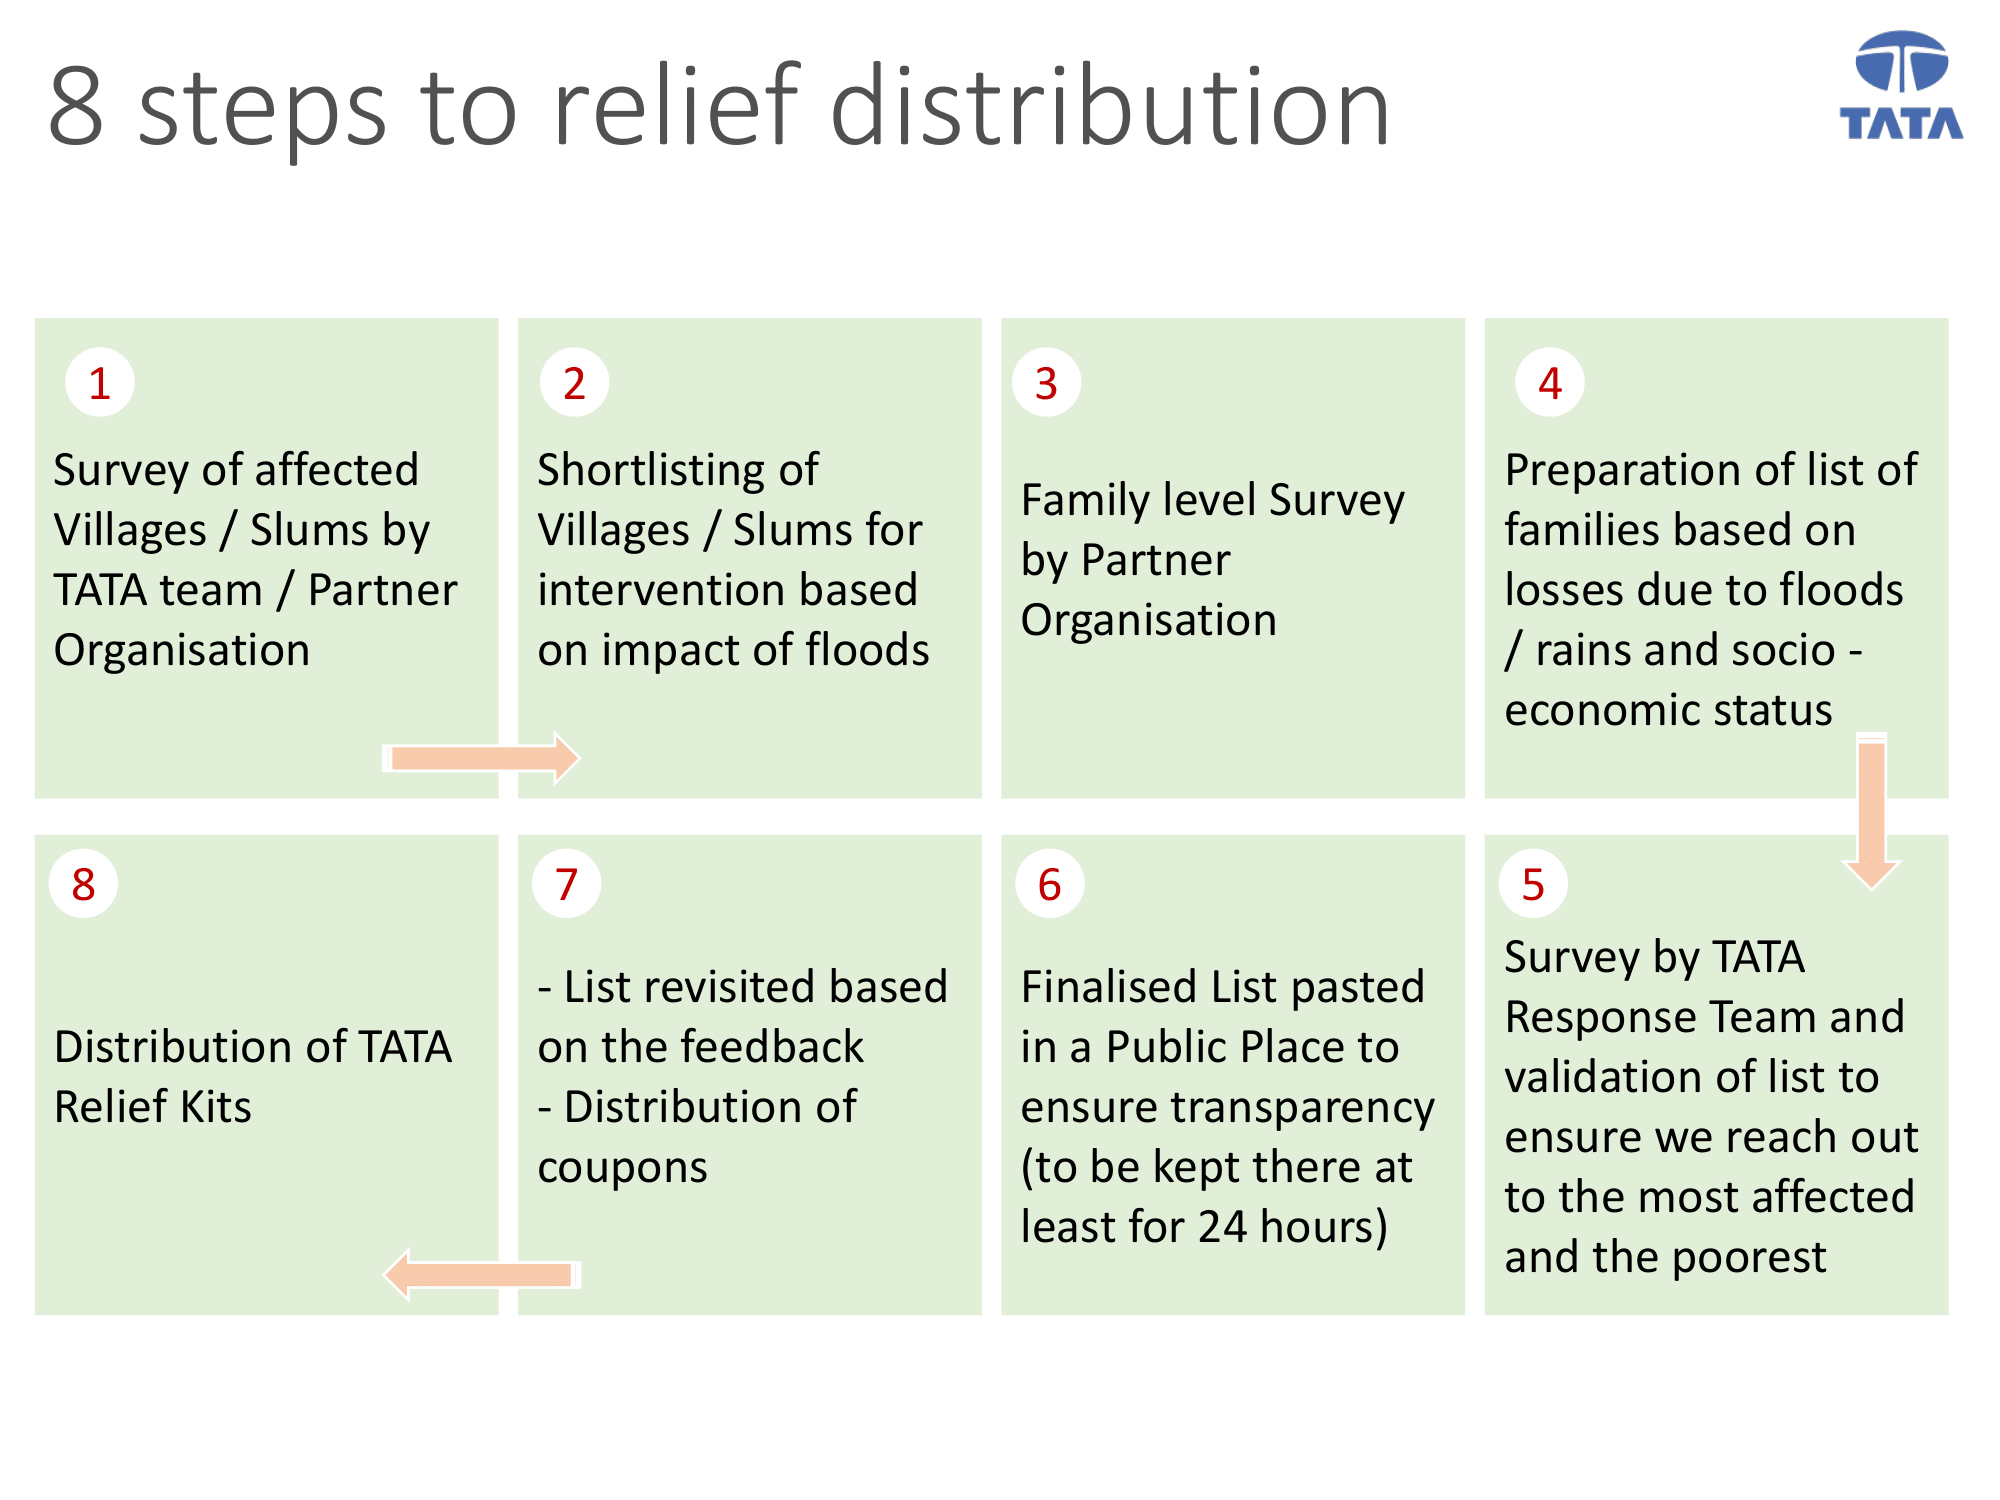 8 steps to relief distribution
TATA
1
Survey of affected
Villages / Slums by
TATA team / Partner
Organisation
2
Shortlisting of
Villages / Slums for
intervention based
on impact of floods
3
Family level Survey
by Partner
Organisation
4
Preparation of list of
families based on
losses due to floods
/ rains and socio -
economic status
5
Survey by TATA
Response Team and
validation of list to
ensure we reach out
to the most affected
and the poorest
6
Finalised List pasted
in a Public Place to
ensure transparency
(to be kept there at
least for 24 hours)
7
- List revisited based
on the feedback
- Distribution of
coupons
8
Distribution of TATA
Relief Kits